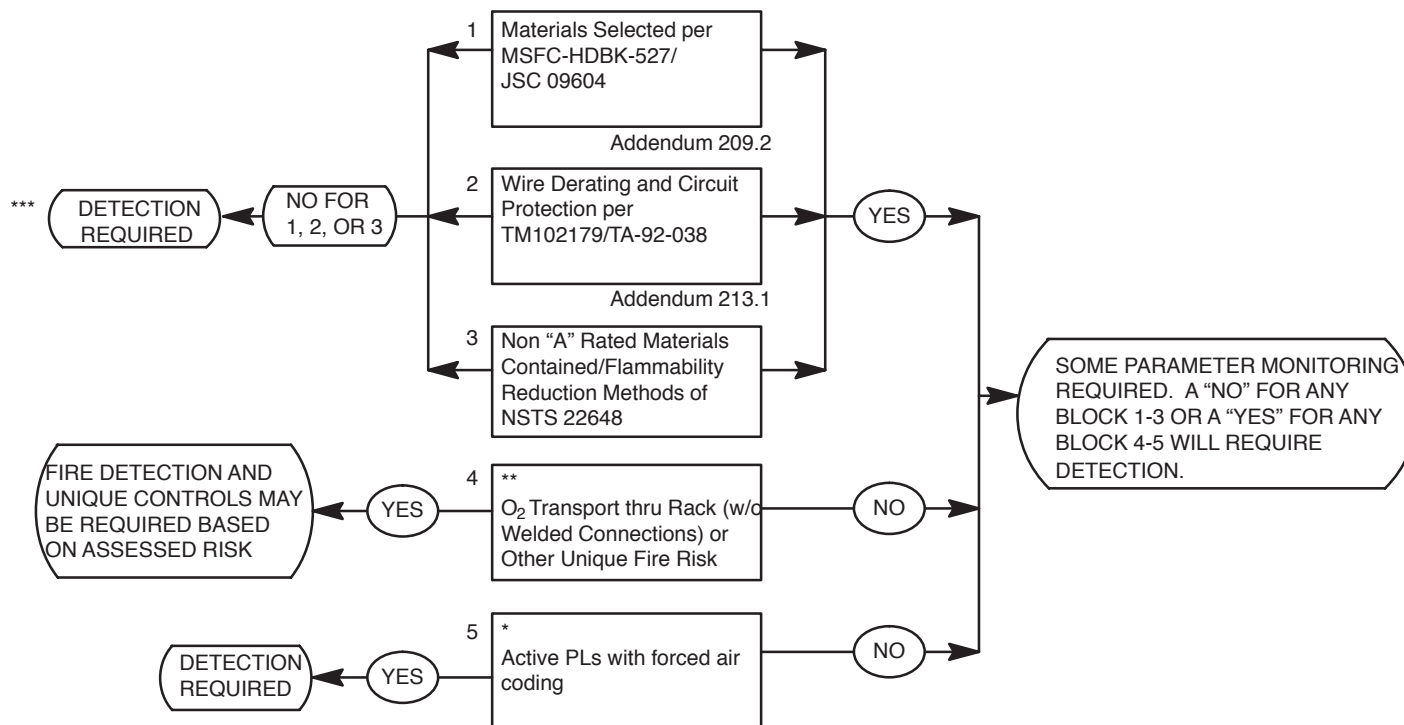 1
Materials Selected per
MSFC-HDBK-527/
JSC 09604
Addendum 209.2
***
DETECTION
REQUIRED
NO FOR
1, 2, OR 3
2
Wire Derating and Circuit
Protection per
TM102179/TA-92-038
YES
Addendum 213.1
3
Non “A” Rated Materials
Contained/Flammability
Reduction Methods of
NSTS 22648
SOME PARAMETER MONITORING
REQUIRED. A “NO” FOR ANY
BLOCK 1-3 OR A “YES” FOR ANY
BLOCK 4-5 WILL REQUIRE
DETECTION.
FIRE DETECTION AND
UNIQUE CONTROLS MAY
BE REQUIRED BASED
ON ASSESSED RISK
YES
4
**
O2 Transport thru Rack (w/o
Welded Connections) or
Other Unique Fire Risk
NO
DETECTION
REQUIRED
YES
5
*
Active PLs with forced air
coding
NO